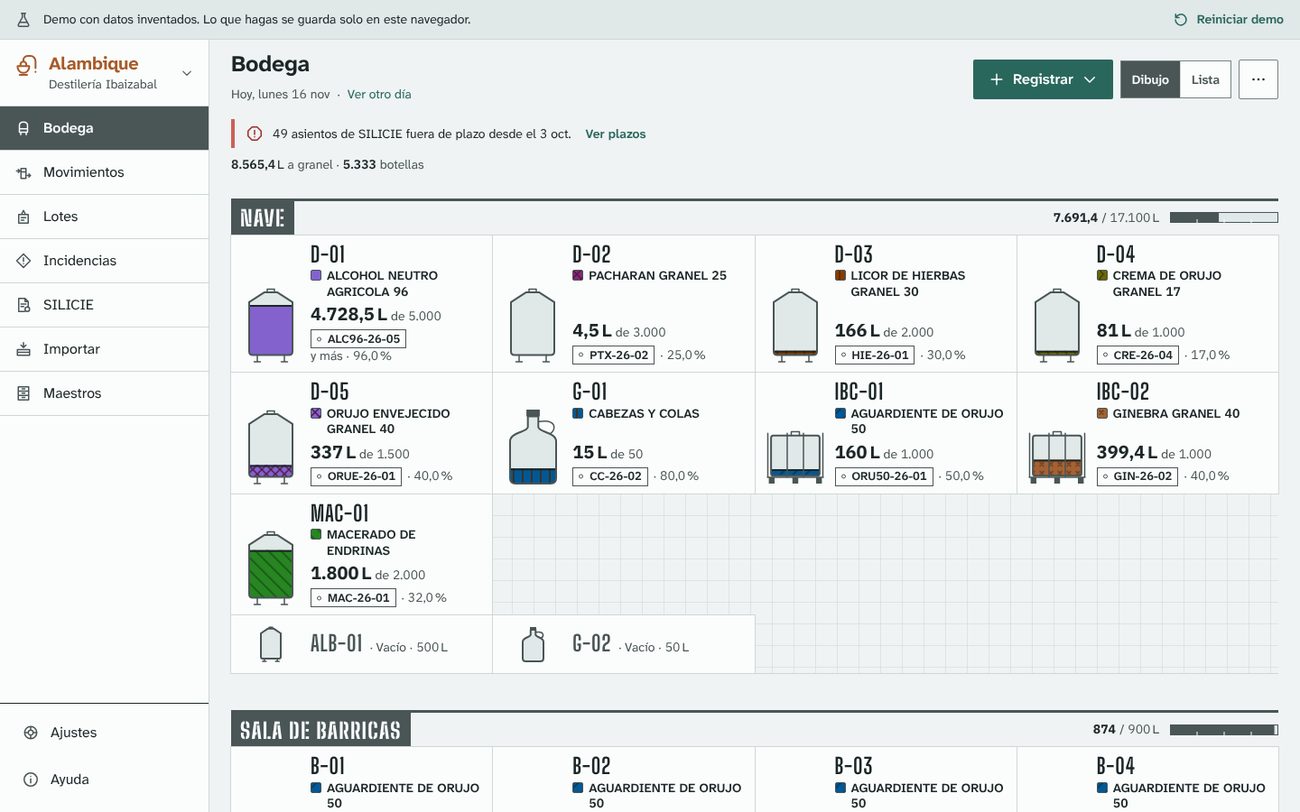 Demo con datos inventados. Lo que hagas se guarda solo en este navegador.
Reiniciar demo
Alambique
Destilería Ibaizabal
Bodega
Movimientos
Lotes
Incidencias
SILICIE
Importar
Maestros
Ajustes
Ayuda
Bodega
Hoy, lunes 16 nov · Ver otro día
+ Registrar
Dibujo
Lista
...
49 asientos de SILICIE fuera de plazo desde el 3 oct. Ver plazos
8.565,4 L a granel · 5.333 botellas
NAVE
7.691,4 / 17.100 L
D-01
ALCOHOL NEUTRO
AGRICOLA 96
4.728,5 L de 5.000
ALC96-26-05
y más · 96,0 %
D-02
PACHARAN GRANEL 25
4,5 L de 3.000
PTX-26-02 · 25,0 %
D-03
LICOR DE HIERBAS
GRANEL 30
166 L de 2.000
HIE-26-01 · 30,0 %
D-04
CREMA DE ORUJO
GRANEL 17
81 L de 1.000
CRE-26-04 · 17,0 %
D-05
ORUJO ENVEJECIDO
GRANEL 40
337 L de 1.500
ORUE-26-01 · 40,0 %
G-01
CABEZAS Y COLAS
15 L de 50
CC-26-02 · 80,0 %
IBC-01
AGUARDIENTE DE ORUJO
50
160 L de 1.000
ORU50-26-01 · 50,0 %
IBC-02
GINEBRA GRANEL 40
399,4 L de 1.000
GIN-26-02 · 40,0 %
MAC-01
MACERADO DE
ENDRINAS
1.800 L de 2.000
MAC-26-01 · 32,0 %
ALB-01 · Vacío · 500 L
G-02 · Vacío · 50 L
SALA DE BARRICAS
874 / 900 L
B-01
AGUARDIENTE DE ORUJO
50
B-02
AGUARDIENTE DE ORUJO
50
B-03
AGUARDIENTE DE ORUJO
50
B-04
AGUARDIENTE DE ORUJO
50